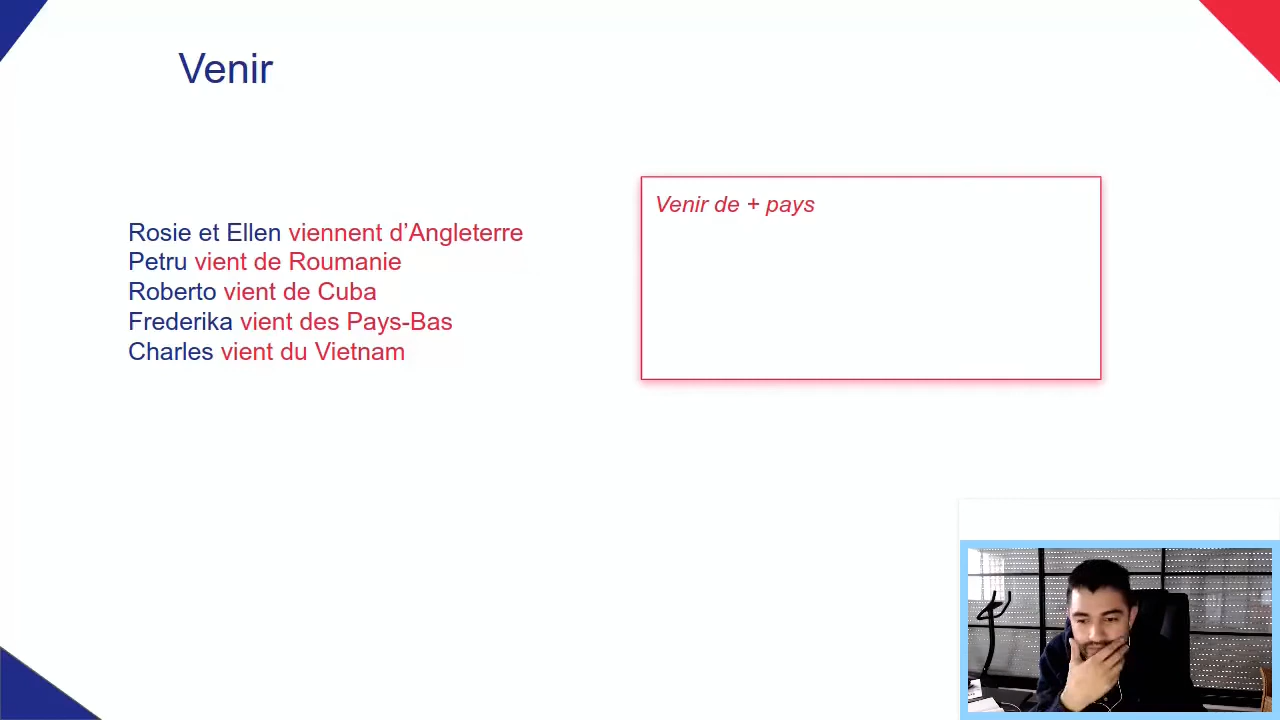 Venir
Rosie et Ellen viennent d’Angleterre
Petru vient de Roumanie
Roberto vient de Cuba
Frederika vient des Pays-Bas
Charles vient du Vietnam
Venir de + pays